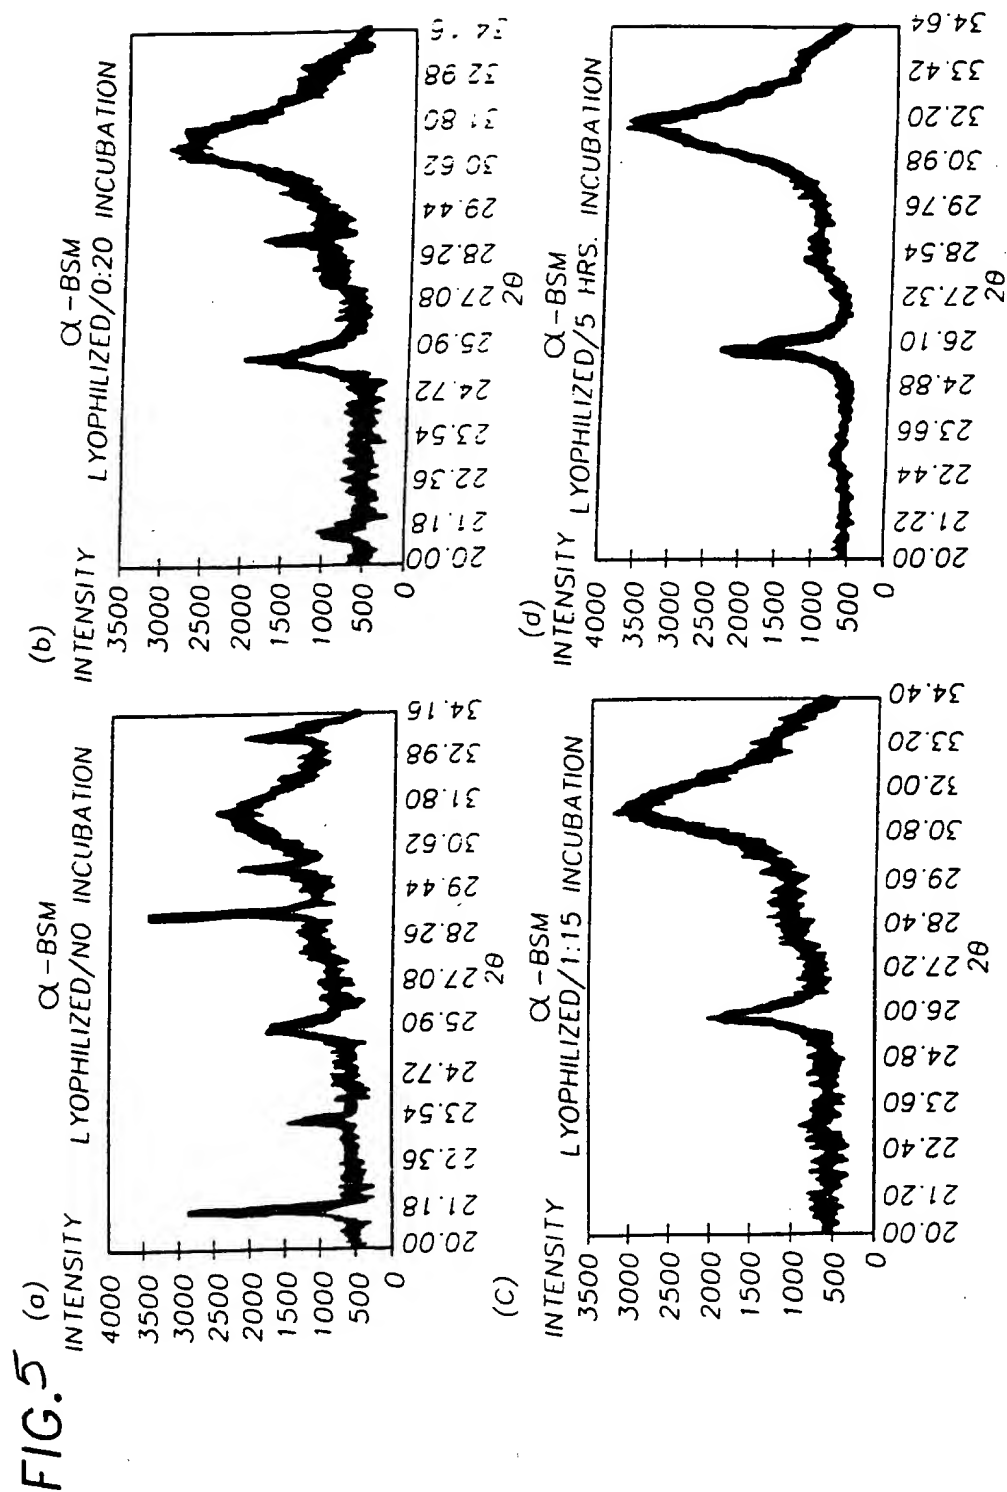 FIG.5
(a)
α-BSM
INTENSITY LYOPHILIZED/NO INCUBATION
4000
3500
3000
2500
2000
1500
1000
500
0
20.00 21.18 22.36 23.54 24.72 25.90 27.08 28.26 29.44 30.62 31.80 32.98 34.16
2θ
(b)
α-BSM
INTENSITY LYOPHILIZED/0:20 INCUBATION
3500
3000
2500
2000
1500
1000
500
0
20.00 21.18 22.36 23.54 24.72 25.90 27.08 28.26 29.44 30.62 31.80 32.98 34.16
2θ
(c)
α-BSM
INTENSITY LYOPHILIZED/1:15 INCUBATION
3500
3000
2500
2000
1500
1000
500
0
20.00 21.20 22.40 23.60 24.80 26.00 27.20 28.40 29.60 30.80 32.00 33.20 34.40
2θ
(d)
α-BSM
INTENSITY LYOPHILIZED/5 HRS. INCUBATION
4000
3500
3000
2500
2000
1500
1000
500
0
20.00 21.22 22.44 23.66 24.88 26.10 27.32 28.54 29.76 30.98 32.20 33.42 34.64
2θ